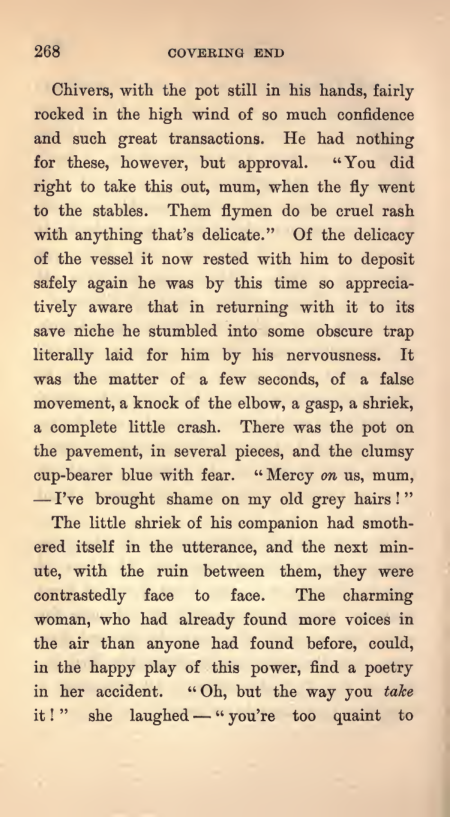 268 COVERING END
Chivers, with the pot still in his hands, fairly
rocked in the high wind of so much confidence
and such great transactions. He had nothing
for these, however, but approval. "You did
right to take this out, mum, when the fly went
to the stables. Them flymen do be cruel rash
with anything that's delicate." Of the delicacy
of the vessel it now rested with him to deposit
safely again he was by this time so apprecia-
tively aware that in returning with it to its
save niche he stumbled into some obscure trap
literally laid for him by his nervousness. It
was the matter of a few seconds, of a false
movement, a knock of the elbow, a gasp, a shriek,
a complete little crash. There was the pot on
the pavement, in several pieces, and the clumsy
cup-bearer blue with fear. "Mercy on us, mum,
— I've brought shame on my old grey hairs!"
The little shriek of his companion had smoth-
ered itself in the utterance, and the next min-
ute, with the ruin between them, they were
contrastedly face to face. The charming
woman, who had already found more voices in
the air than anyone had found before, could,
in the happy play of this power, find a poetry
in her accident. "Oh, but the way you take
it!" she laughed — "you're too quaint to